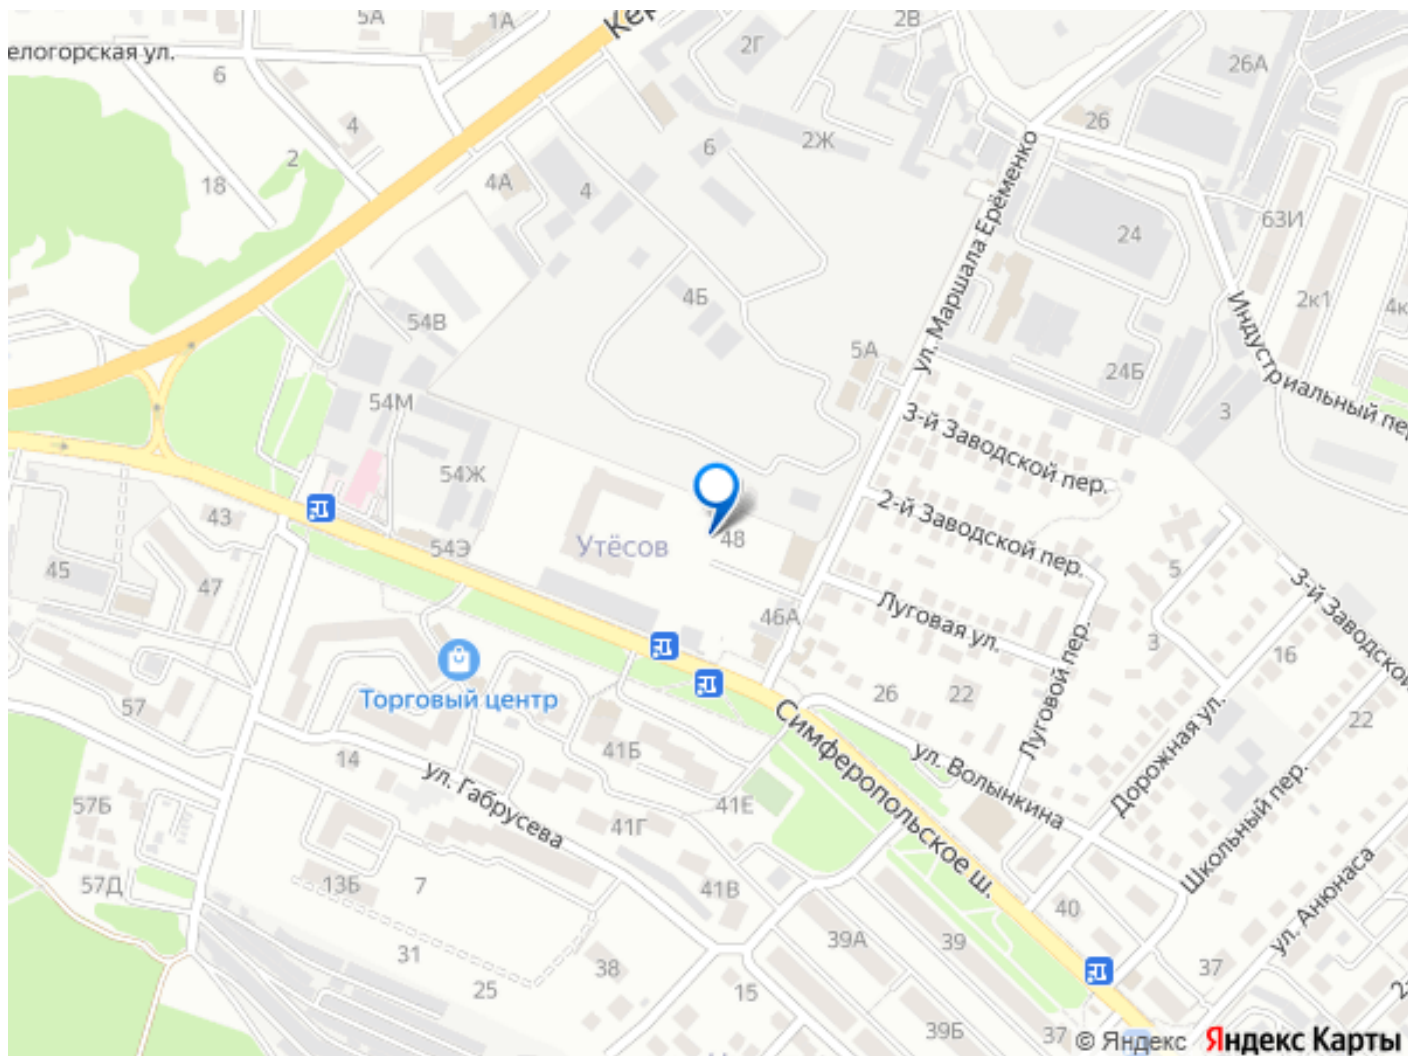 5А
1А
Кер
2В
2Г
елогорская ул.
6
26А
4
26
2Ж
6
2
18
4А
4
63И
24
ул. Маршала Ерёменко
4Б
2к1
4к
54В
5А
24Б
Индустриальный пер
54М
3
3-й Заводской пер.
54Ж
2-й Заводской пер.
43
48
54Э
Утёсов
45
47
5
3-й Заводской
46А
Луговая ул.
3
16
Луговой пер.
Торговый центр
57
26
22
22
Симферопольское ш.
Дорожная ул.
14
41Б
ул. Волынкина
ул. Габрусева
57Б
41Е
41Г
Школьный пер.
57Д
13Б
7
41В
ул. Анюнаса
40
39А
39
31
38
37
25
15
2
39Б
37
© Яндекс
Яндекс Карты